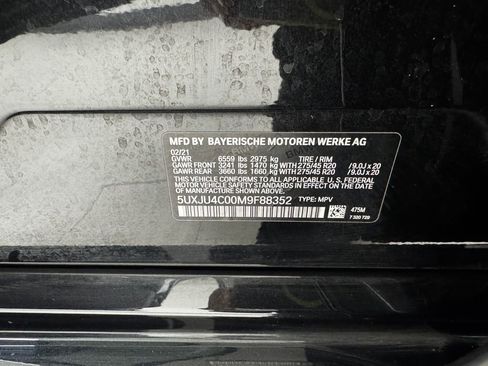 MFD BY BAYERISCHE MOTOREN WERKE AG
02/21
GVWR 6559 lbs 2975 kg TIRE / RIM
GAWR FRONT 3241 lbs 1470 kg WITH 275/45 R20 /9.0J x 20
GAWR REAR 3660 lbs 1660 kg WITH 275/45 R20 /9.0J x 20
THIS VEHICLE CONFORMS TO ALL APPLICABLE U.S. FEDERAL
MOTOR VEHICLE SAFETY STANDARDS IN EFFECT ON THE DATE OF
MANUFACTURE SHOWN ABOVE.
5UXJU4C00M9F88352 TYPE: MPV
475M
7 320 720